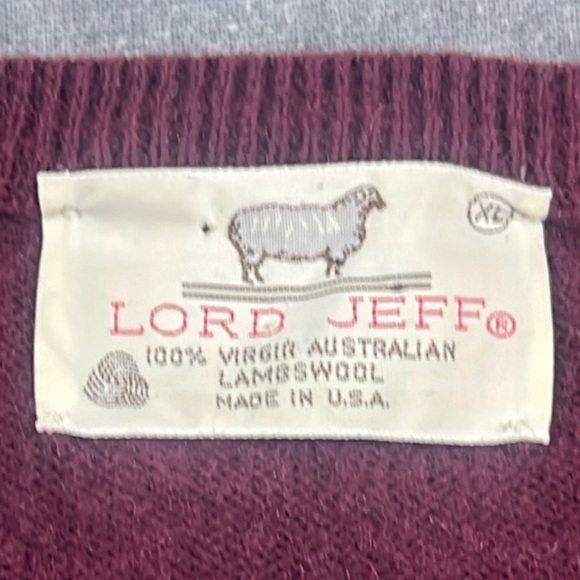 XL
LORD JEFF®
100% VIRGIN AUSTRALIAN
LAMBSWOOL
MADE IN U.S.A.